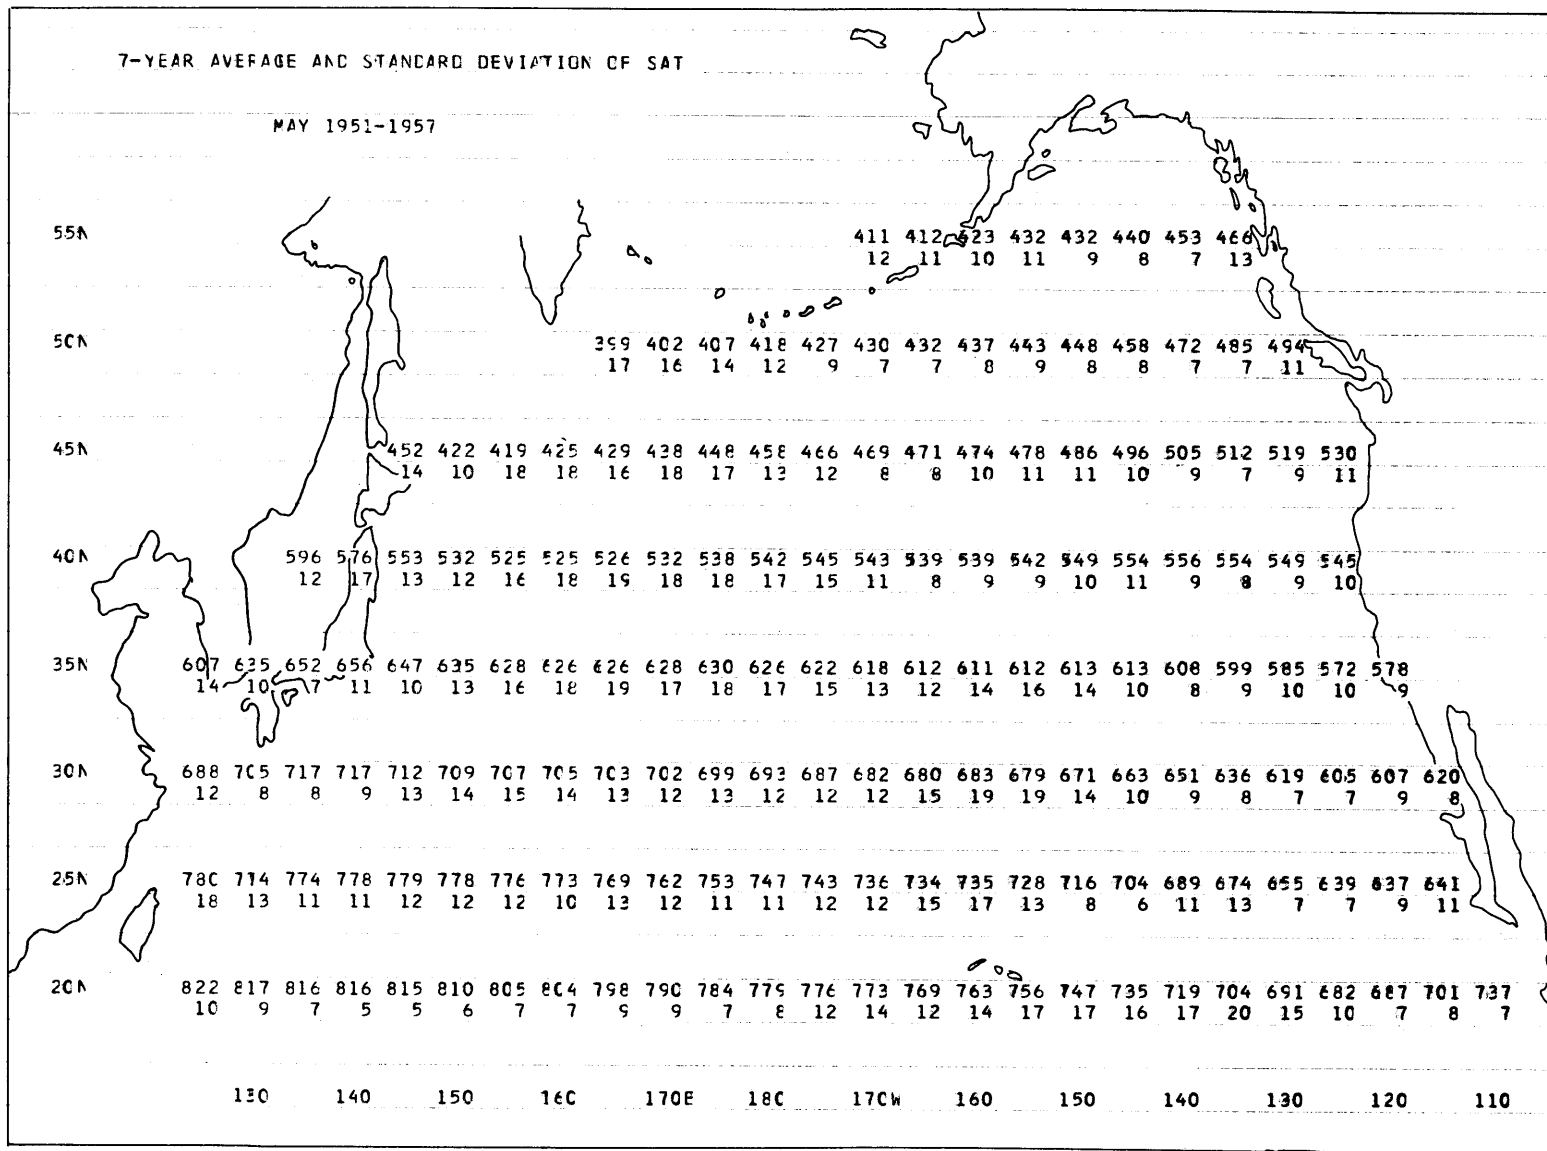 7-YEAR AVERAGE AND STANDARD DEVIATION OF SAT
MAY 1951-1957
55N 411 412 423 432 432 440 453 466
12 11 10 11 9 8 7 13
50N 399 402 407 418 427 430 432 437 443 448 458 472 485 494
17 16 14 12 9 7 7 8 9 8 8 7 7 11
45N 452 422 419 425 429 438 448 458 466 469 471 474 478 486 496 505 512 519 530
14 10 18 18 16 18 17 13 12 8 8 10 11 11 10 9 7 9 11
40N 596 576 553 532 525 525 526 532 538 542 545 543 539 539 542 549 554 556 554 549 545
12 17 13 12 16 18 19 18 18 17 15 11 8 9 9 10 11 9 8 9 10
35N 607 635 652 656 647 635 628 626 626 628 630 626 622 618 612 611 612 613 613 608 599 585 572 578
14 10 7 11 10 13 16 18 19 17 18 17 15 13 12 14 16 14 10 8 9 10 10 9
30N 688 705 717 717 712 709 707 705 703 702 699 693 687 682 680 683 679 671 663 651 636 619 605 607 620
12 8 8 9 13 14 15 14 13 12 13 12 12 12 15 19 19 14 10 9 8 7 7 9 8
25N 780 774 774 778 779 778 776 773 769 762 753 747 743 736 734 735 728 716 704 689 674 655 639 637 641
18 13 11 11 12 12 12 10 13 12 11 11 12 12 15 17 13 8 6 11 13 7 7 9 11
20N 822 817 816 816 815 810 805 804 798 790 784 779 776 773 769 763 756 747 735 719 704 691 682 687 701 737
10 9 7 5 5 6 7 7 9 9 7 8 12 14 12 14 17 17 16 17 20 15 10 7 8 7
130 140 150 160 170E 180 170W 160 150 140 130 120 110